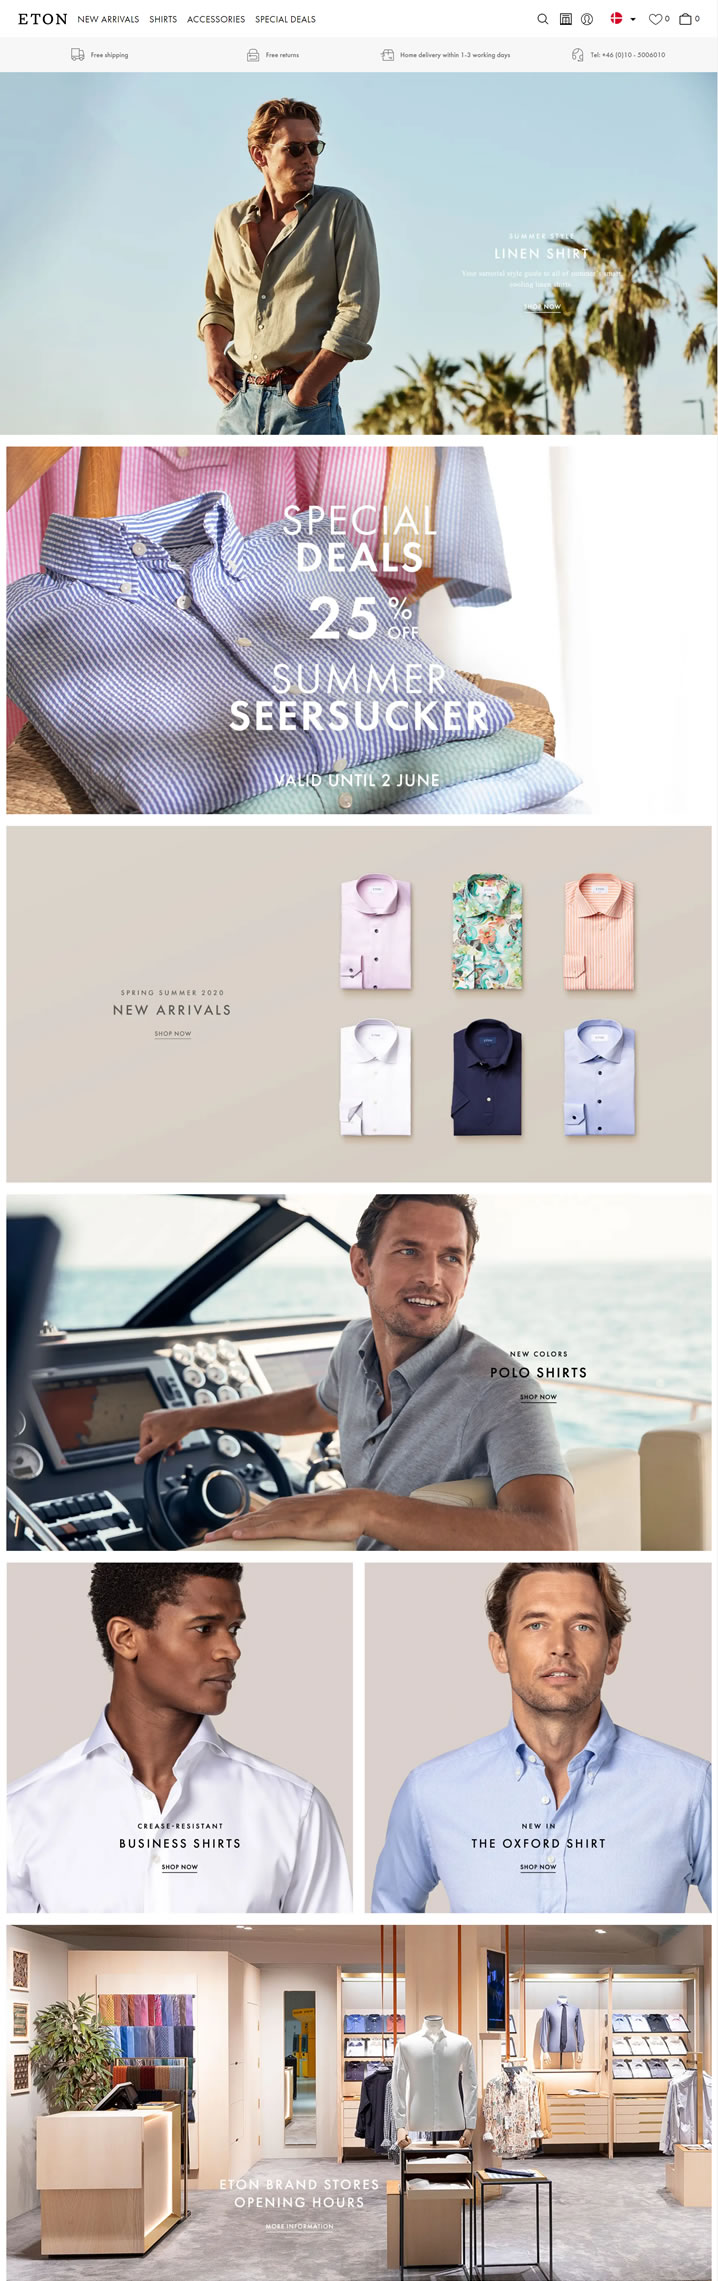 ETON NEW ARRIVALS SHIRTS ACCESSORIES SPECIAL DEALS 0 0
Free shipping Free returns Home delivery within 1-3 working days Tel: +46 (0)10 - 5006010
SUMMER STYLE
LINEN SHIRT
Your sartorial style guide to all of summer's smart,
cooling linen shirts.
SHOP NOW
SPECIAL
DEALS
25%
OFF
SUMMER
SEERSUCKER
VALID UNTIL 2 JUNE
SPRING SUMMER 2020
NEW ARRIVALS
SHOP NOW
NEW COLORS
POLO SHIRTS
SHOP NOW
CREASE-RESISTANT
BUSINESS SHIRTS
SHOP NOW
NEW IN
THE OXFORD SHIRT
SHOP NOW
ETON BRAND STORES
OPENING HOURS
MORE INFORMATION